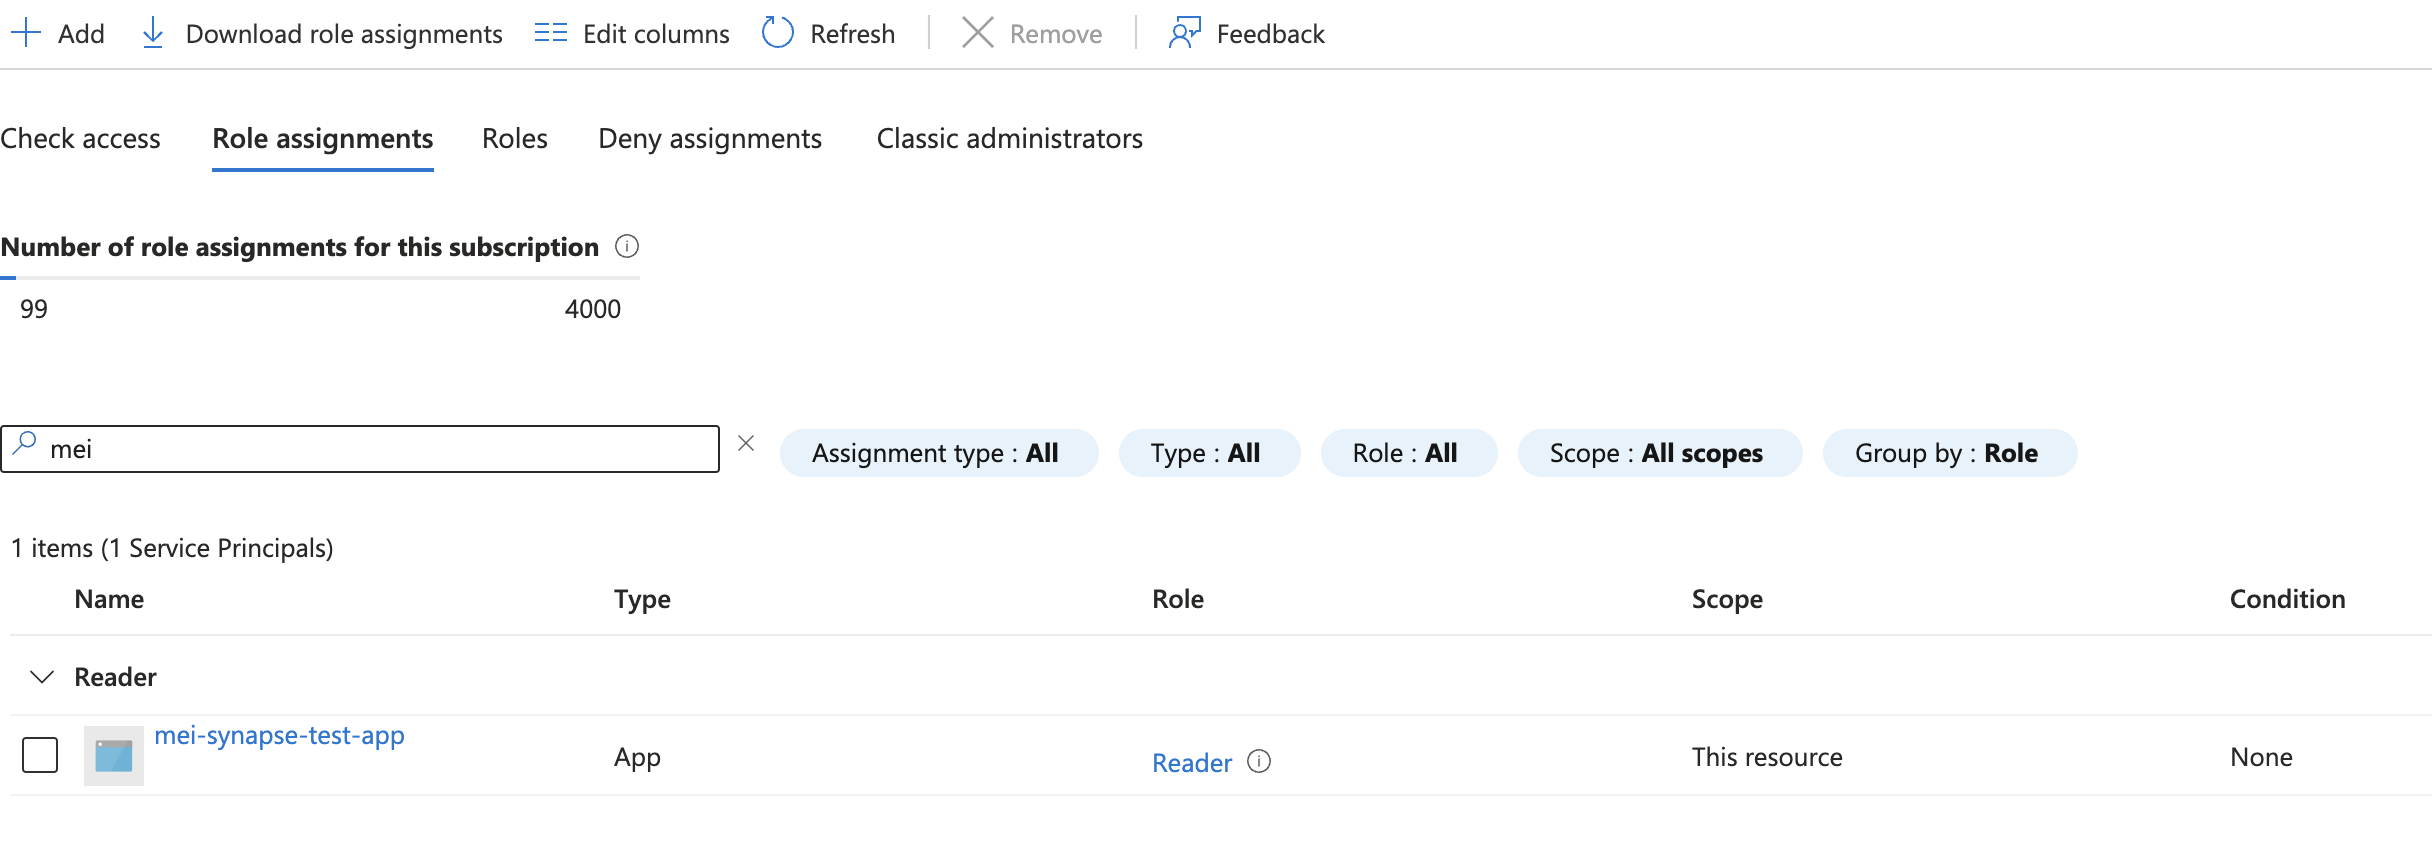 Add Download role assignments Edit columns Refresh Remove Feedback
Check access Role assignments Roles Deny assignments Classic administrators
Number of role assignments for this subscription
99 4000
mei Assignment type : All Type : All Role : All Scope : All scopes Group by : Role
1 items (1 Service Principals)
Name Type Role Scope Condition
Reader
mei-synapse-test-app App Reader This resource None